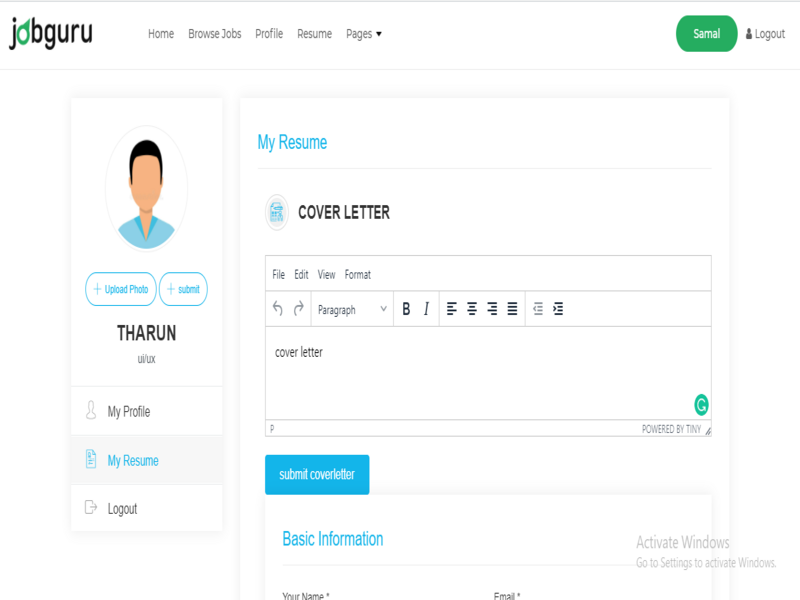 jobguru
Home Browse Jobs Profile Resume Pages
Samal
Logout
+ Upload Photo
+ submit
THARUN
ui/ux
My Profile
My Resume
Logout
My Resume
COVER LETTER
File Edit View Format
Paragraph B I
cover letter
P
POWERED BY TINY
submit coverletter
Basic Information
Your Name *
Email *
Activate Windows
Go to Settings to activate Windows.